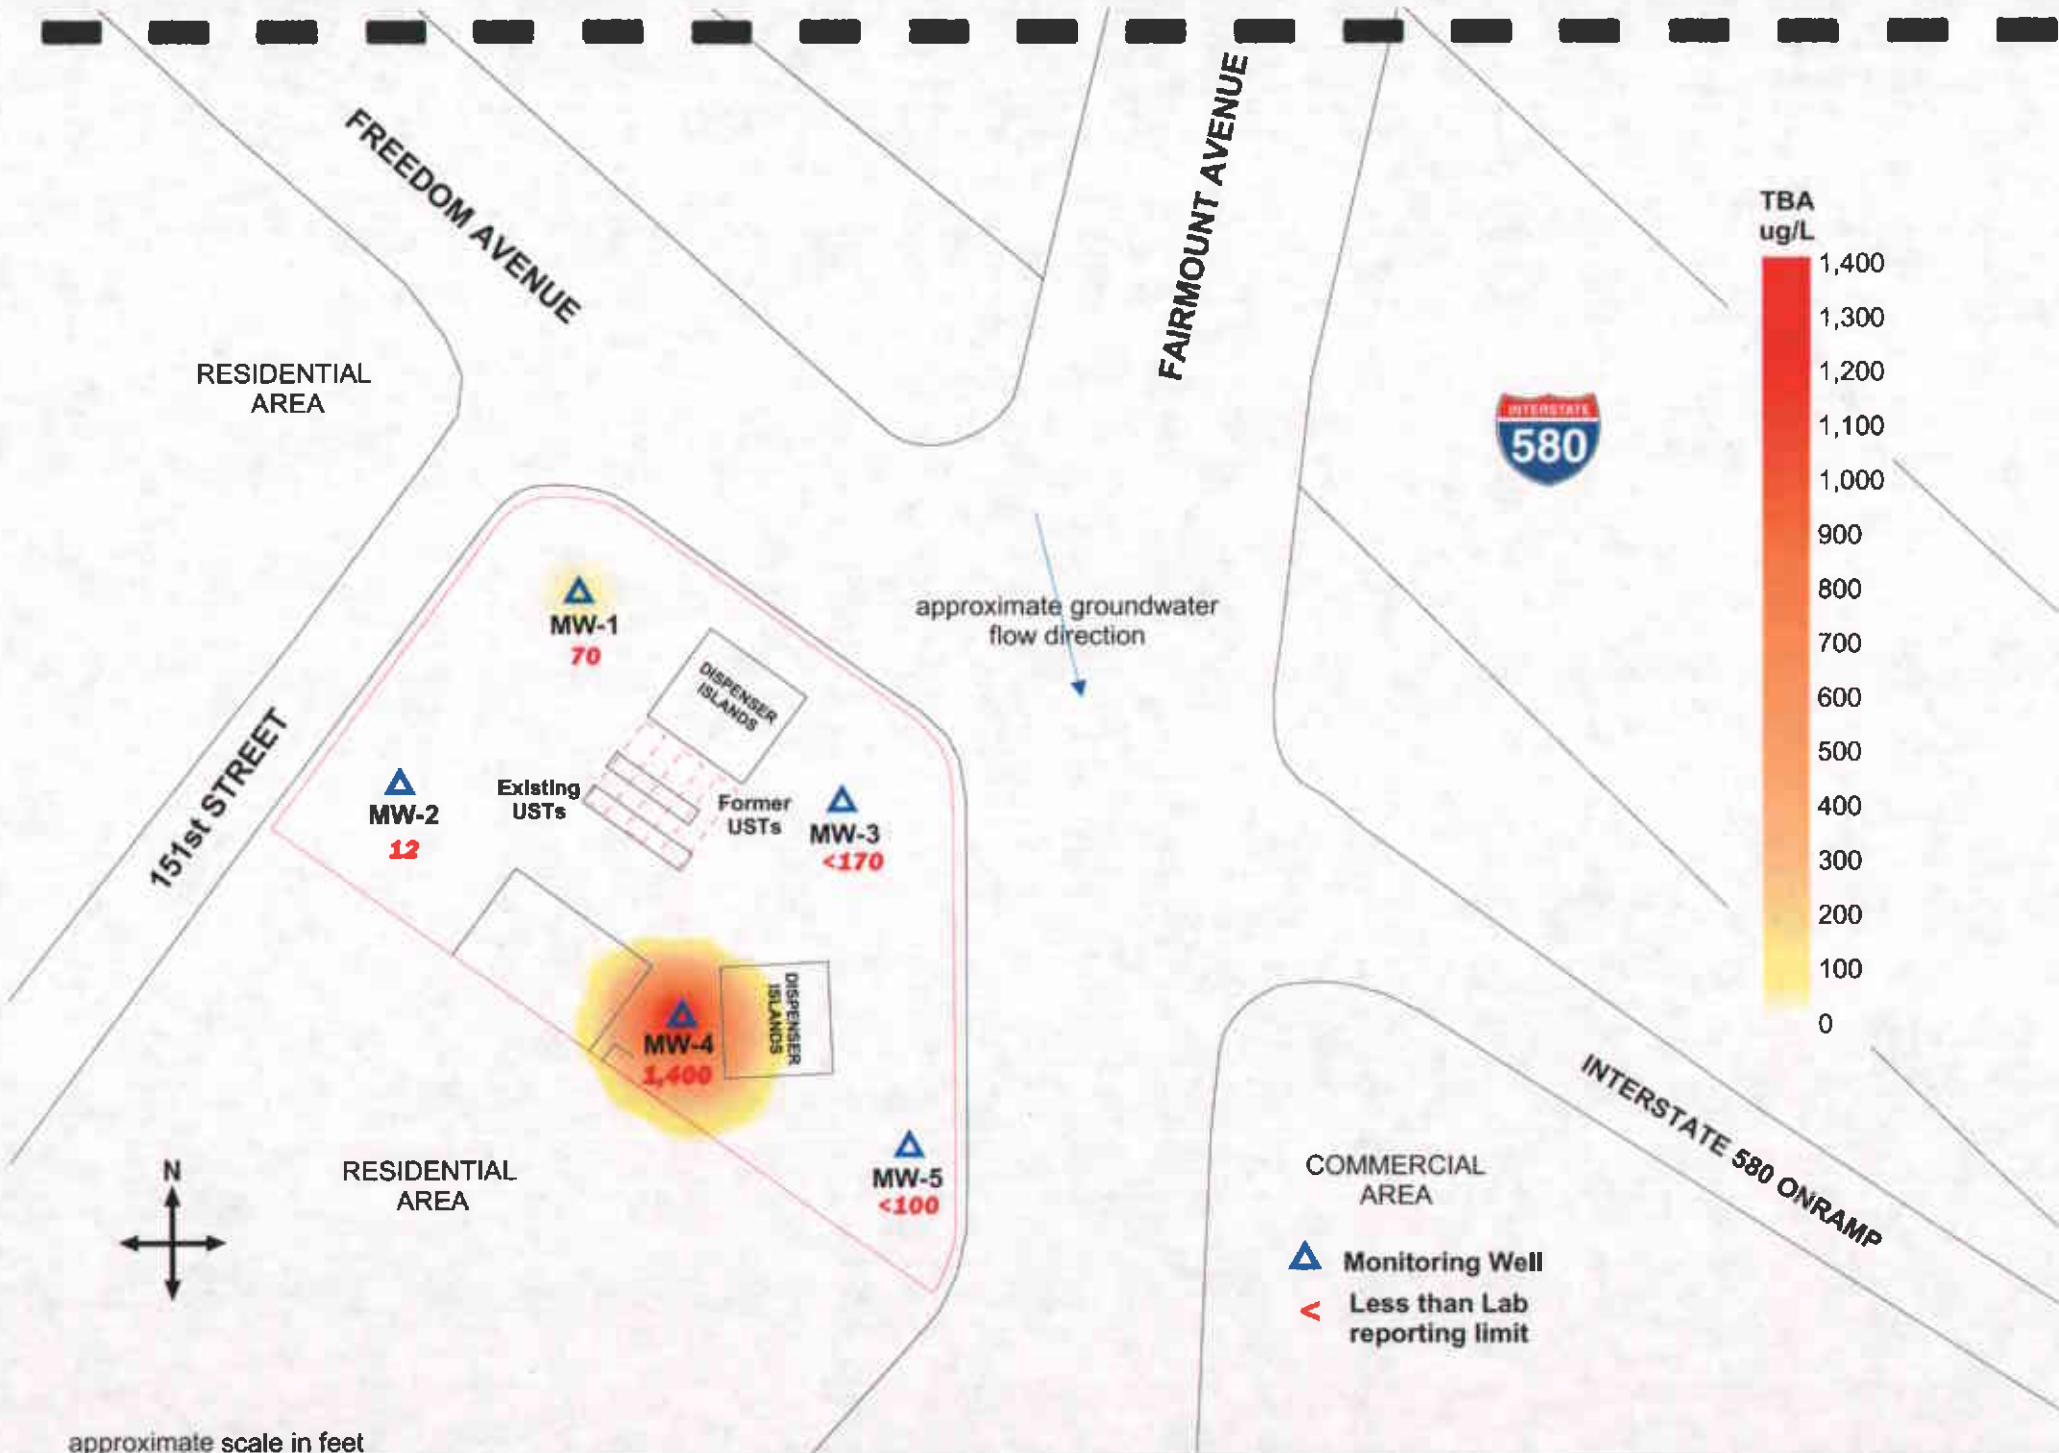 FREEDOM AVENUE
FAIRMOUNT AVENUE
TBA
ug/L
1,400
1,300
1,200
1,100
1,000
900
800
700
600
500
400
300
200
100
0
RESIDENTIAL
AREA
INTERSTATE
580
approximate groundwater
flow direction
MW-1
70
DISPENSER
ISLANDS
151st STREET
Existing
USTs
Former
USTs
MW-2
12
MW-3
<170
MW-4
1,400
DISPENSER
ISLANDS
MW-5
<100
INTERSTATE 580 ONRAMP
N
RESIDENTIAL
AREA
COMMERCIAL
AREA
Monitoring Well
< Less than Lab
reporting limit
approximate scale in feet